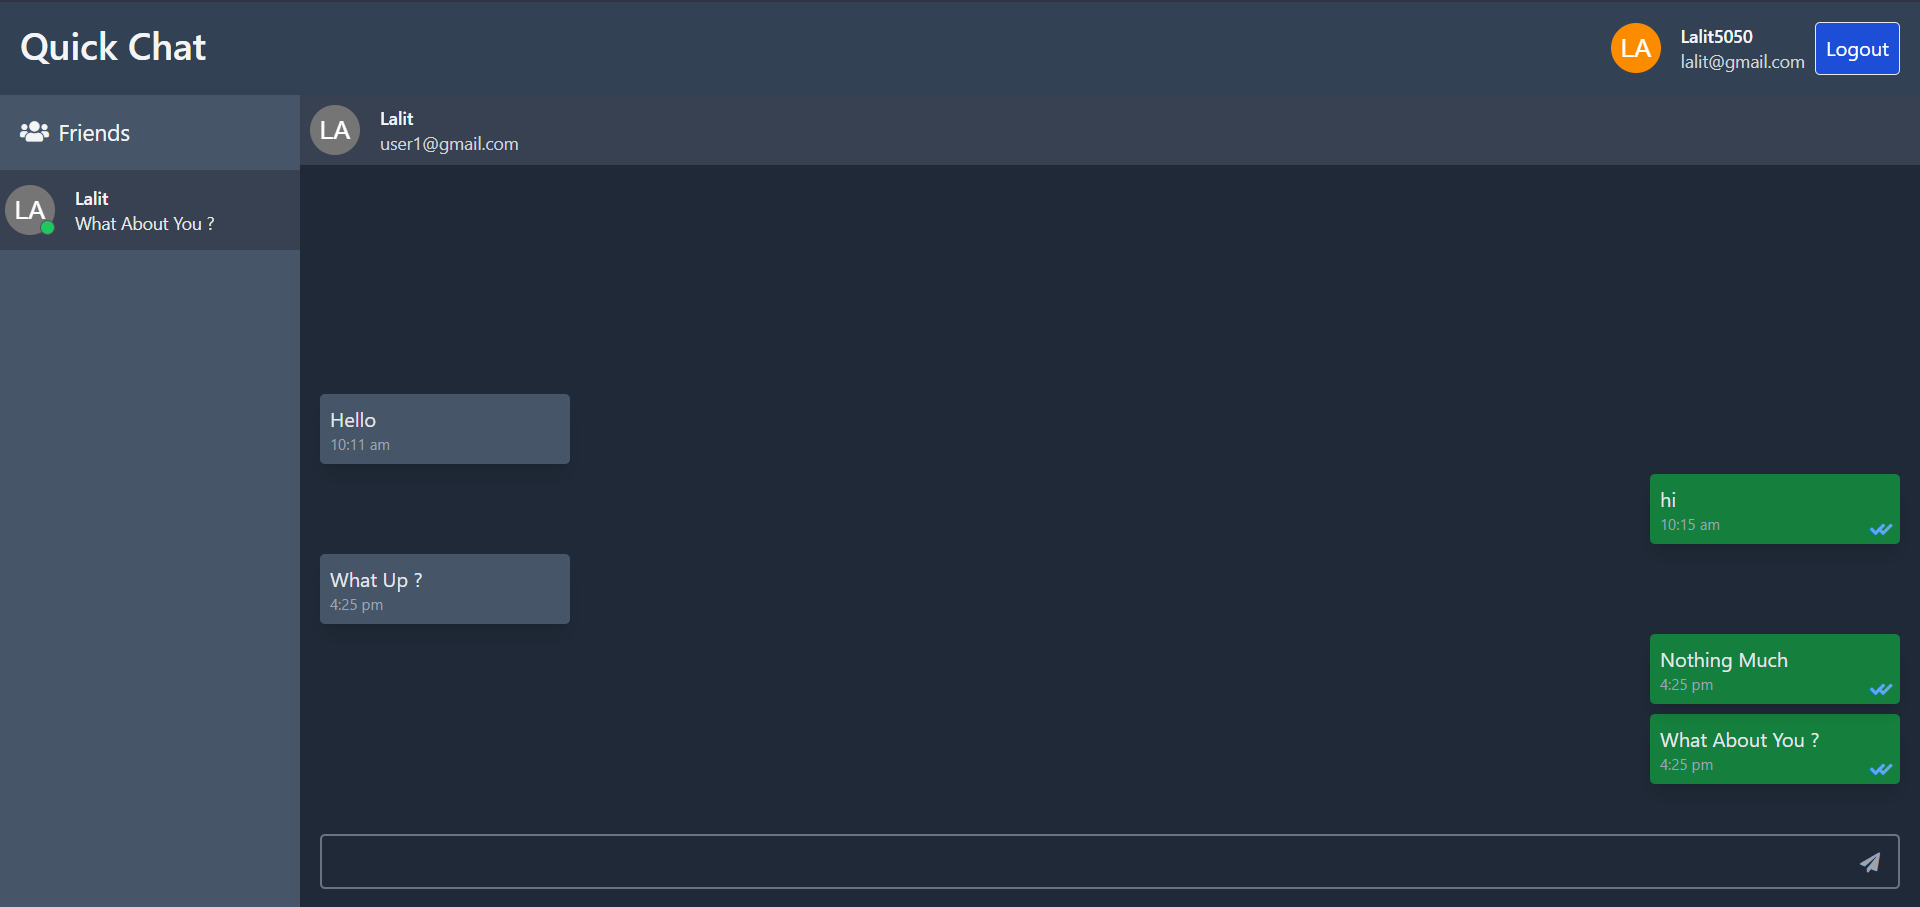 Quick Chat
LA
Lalit5050
lalit@gmail.com
Logout
Friends
LA
Lalit
What About You ?
LA
Lalit
user1@gmail.com
Hello
10:11 am
hi
10:15 am
What Up ?
4:25 pm
Nothing Much
4:25 pm
What About You ?
4:25 pm